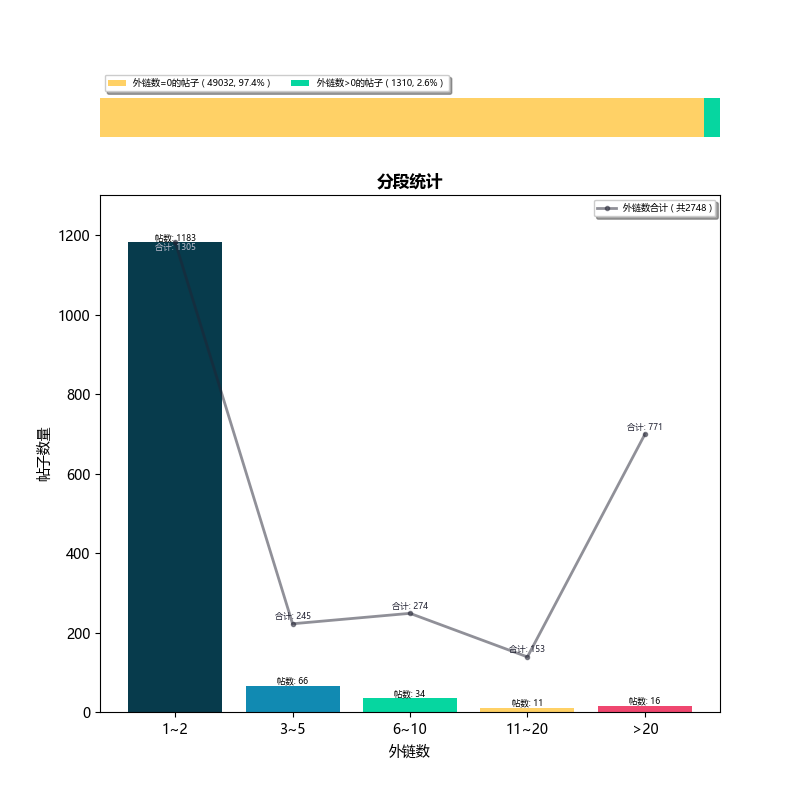 外链数=0的帖子 ( 49032, 97.4% )
外链数>0的帖子 ( 1310, 2.6% )
分段统计
外链数合计 ( 共2748 )
帖子数量
1200
1000
800
600
400
200
0
帖数: 1183
合计: 1305
合计: 245
合计: 274
合计: 153
合计: 771
帖数: 66
帖数: 34
帖数: 11
帖数: 16
1~2
3~5
6~10
11~20
>20
外链数